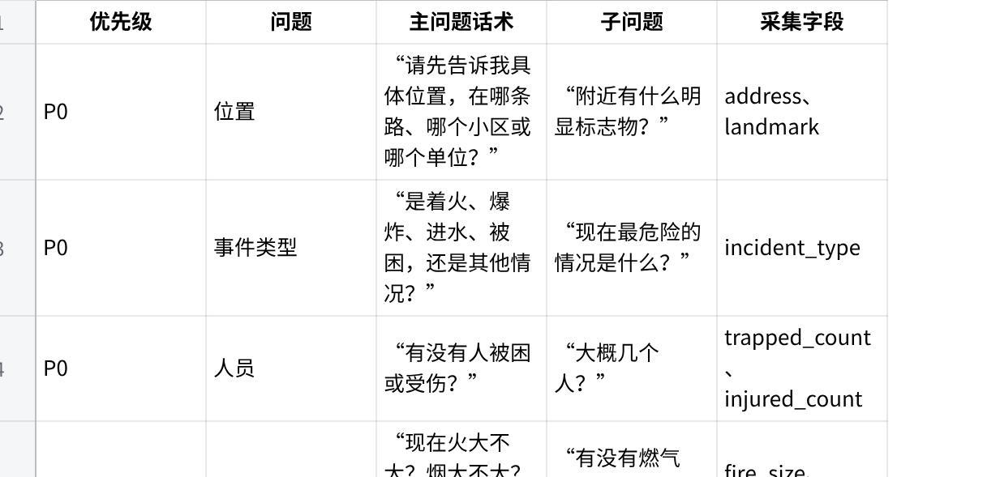 1 优先级 问题 主问题话术 子问题 采集字段
2 P0 位置
“请先告诉我具
体位置，在哪条
路、哪个小区或
哪个单位？”
“附近有什么明
显标志物？”
address、
landmark
3 P0 事件类型
“是着火、爆
炸、进水、被
困，还是其他情
况？”
“现在最危险的
情况是什么？”
incident_type
4 P0 人员
“有没有人被困
或受伤？”
“大概几个
人？”
trapped_count
、
injured_count
“现在火大不
大？烟大不大？
“有没有燃气
fire_size、